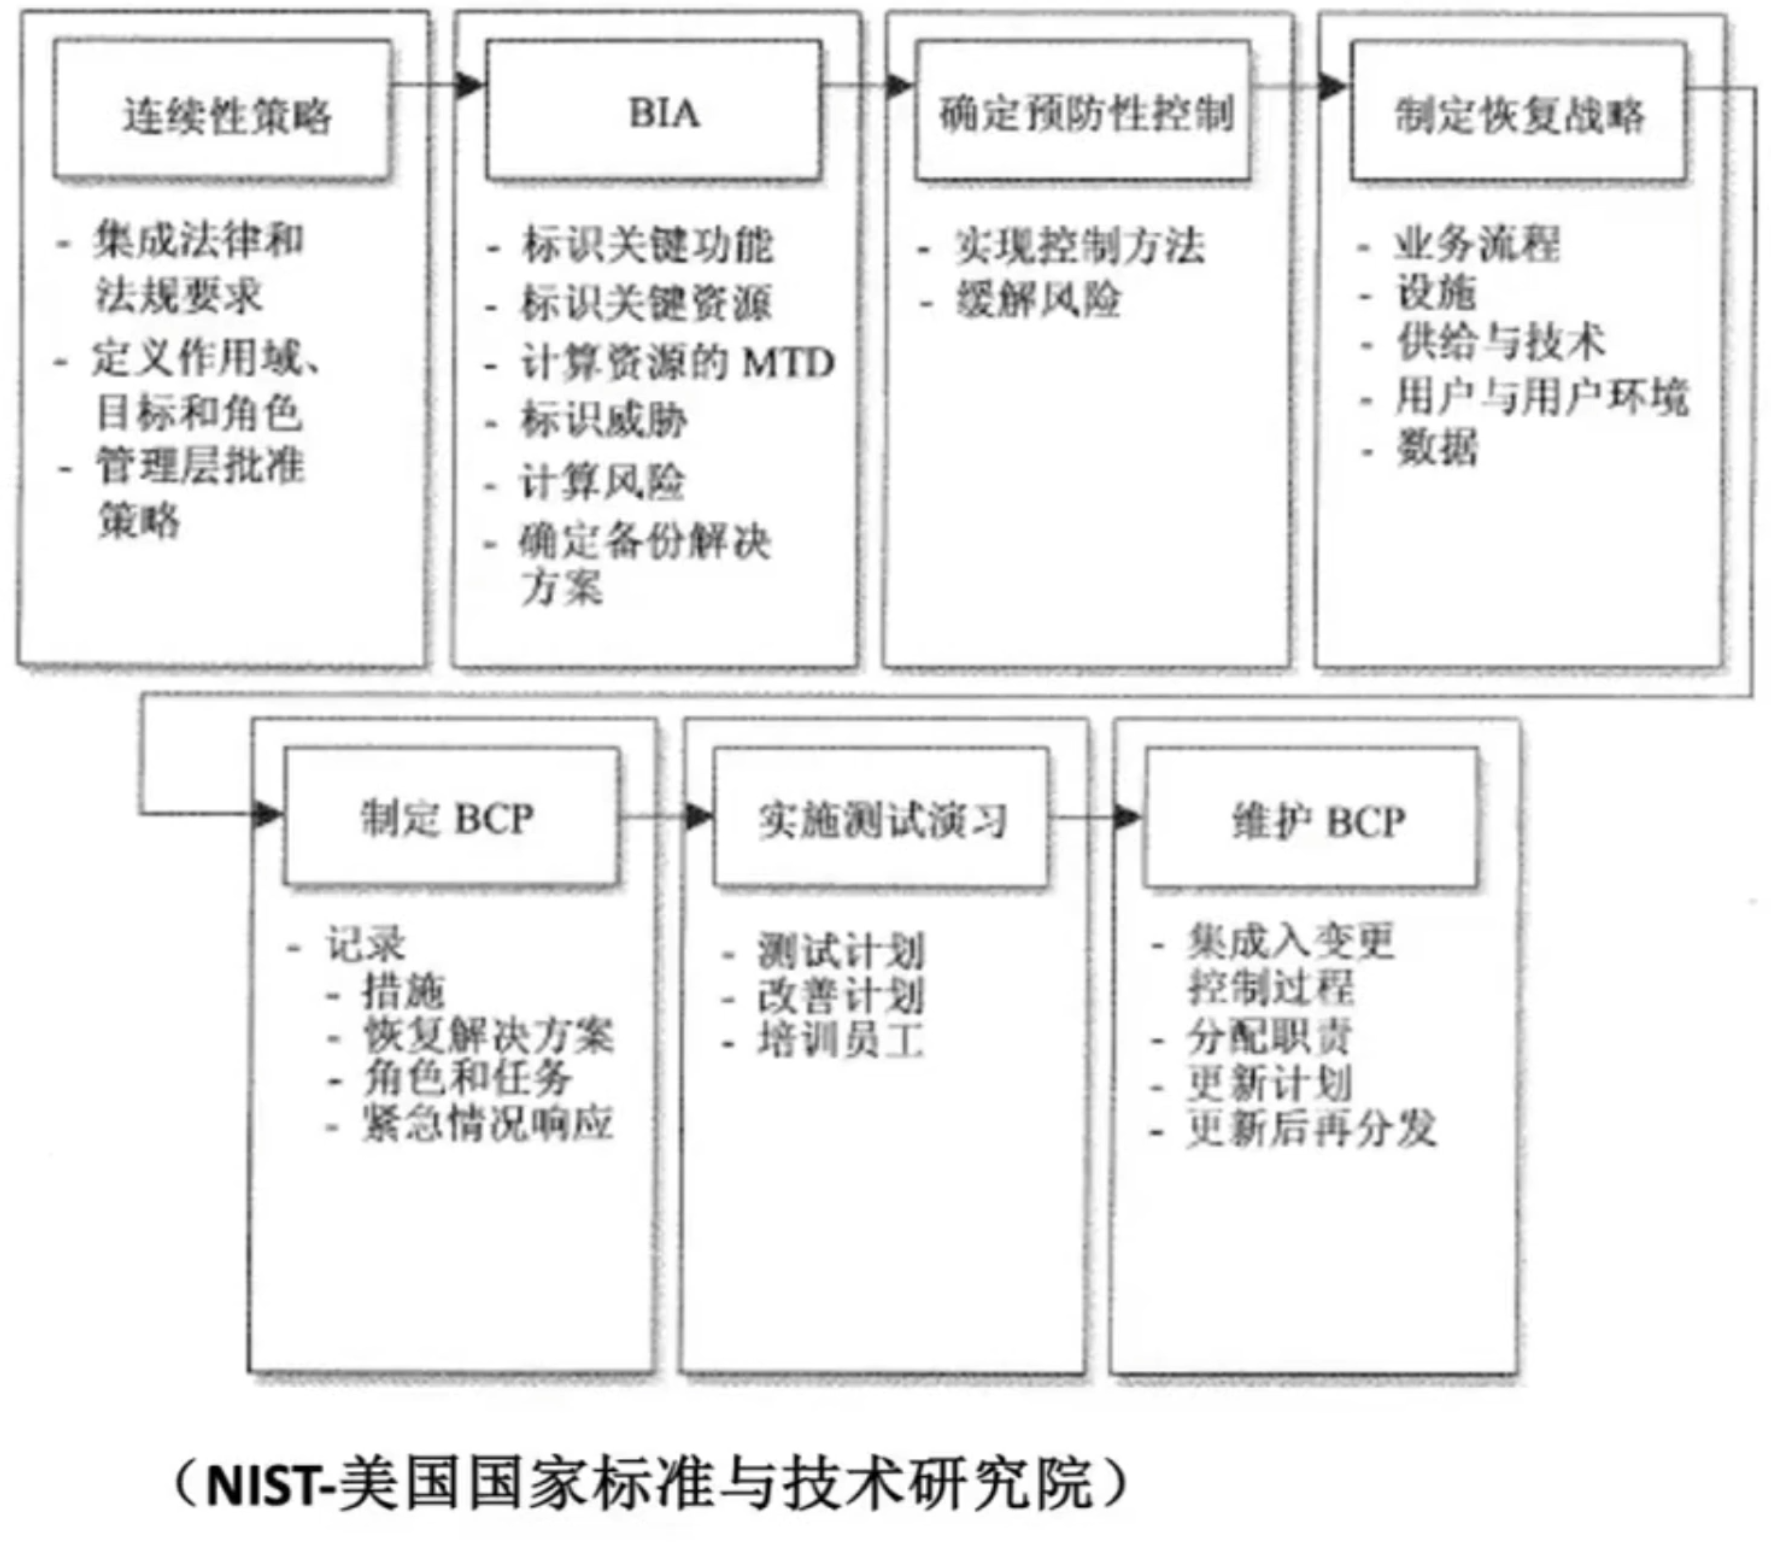 连续性策略
- 集成法律和
法规要求
- 定义作用域、
目标和角色
- 管理层批准
策略
BIA
- 标识关键功能
- 标识关键资源
- 计算资源的 MTD
- 标识威胁
- 计算风险
- 确定备份解决
方案
确定预防性控制
- 实现控制方法
- 缓解风险
制定恢复战略
- 业务流程
- 设施
- 供给与技术
- 用户与用户环境
- 数据
制定 BCP
- 记录
- 措施
- 恢复解决方案
- 角色和任务
- 紧急情况响应
实施测试演习
- 测试计划
- 改善计划
- 培训员工
维护 BCP
- 集成入变更
控制过程
- 分配职责
- 更新计划
- 更新后再分发
（NIST-美国国家标准与技术研究院）